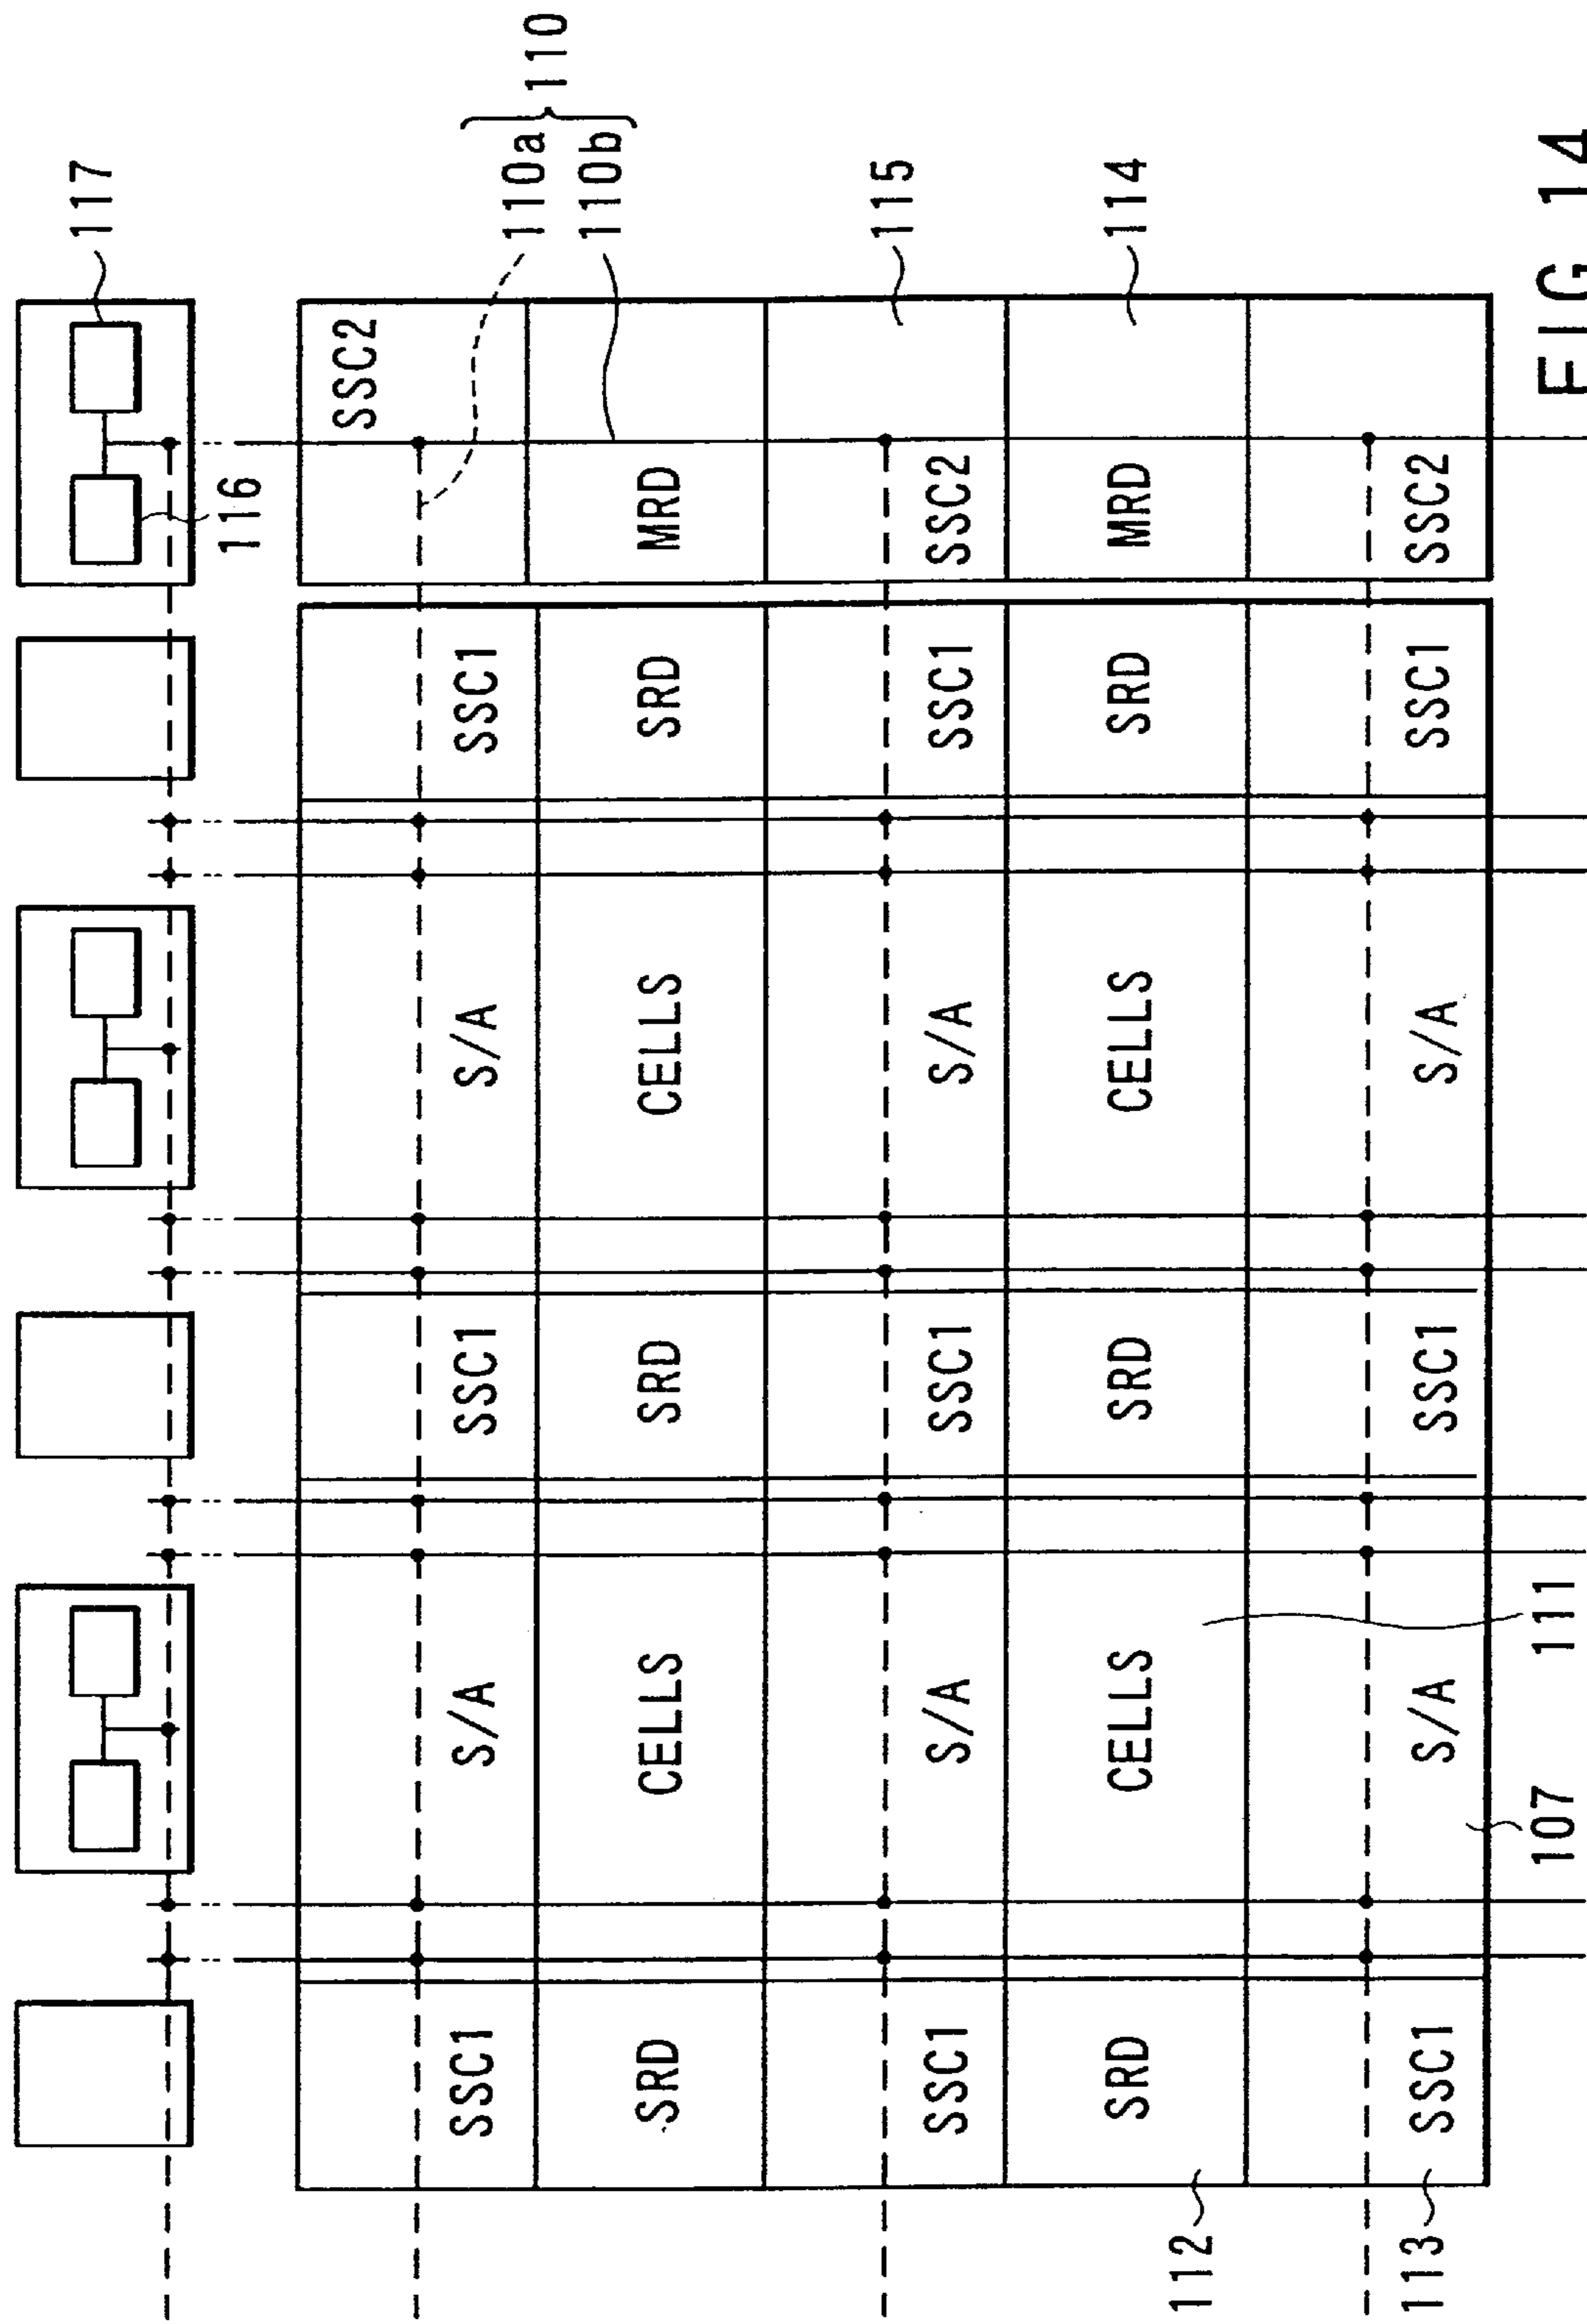 117
116
SSC2
SSC1 S/A SSC1 S/A SSC1
110a
110
110b
SRD CELLS SRD CELLS SRD MRD
115
SSC1 S/A SSC1 S/A SSC1 SSC2
114
SRD CELLS SRD CELLS SRD MRD
112
113 SSC1 S/A SSC1 S/A SSC1 SSC2
107 111
FIG 14